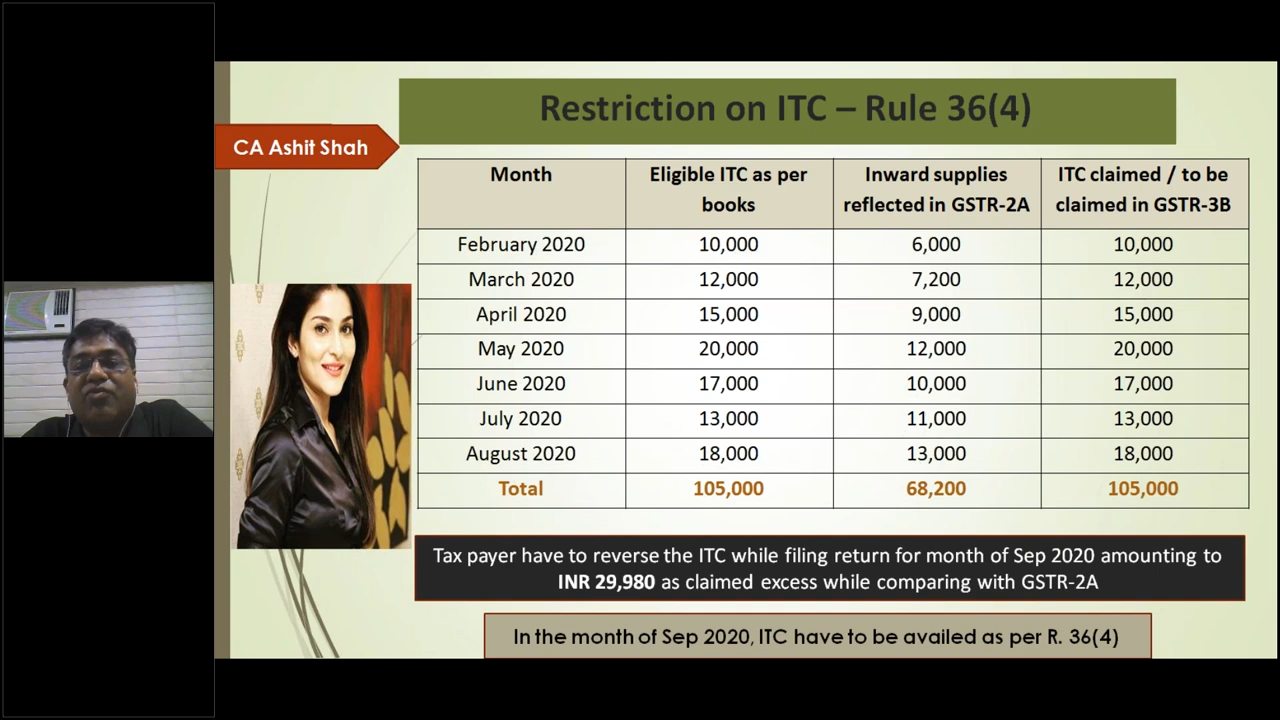 Restriction on ITC – Rule 36(4)
CA Ashit Shah
Month Eligible ITC as per books Inward supplies reflected in GSTR-2A ITC claimed / to be claimed in GSTR-3B
February 2020 10,000 6,000 10,000
March 2020 12,000 7,200 12,000
April 2020 15,000 9,000 15,000
May 2020 20,000 12,000 20,000
June 2020 17,000 10,000 17,000
July 2020 13,000 11,000 13,000
August 2020 18,000 13,000 18,000
Total 105,000 68,200 105,000
Tax payer have to reverse the ITC while filing return for month of Sep 2020 amounting to
INR 29,980 as claimed excess while comparing with GSTR-2A
In the month of Sep 2020, ITC have to be availed as per R. 36(4)